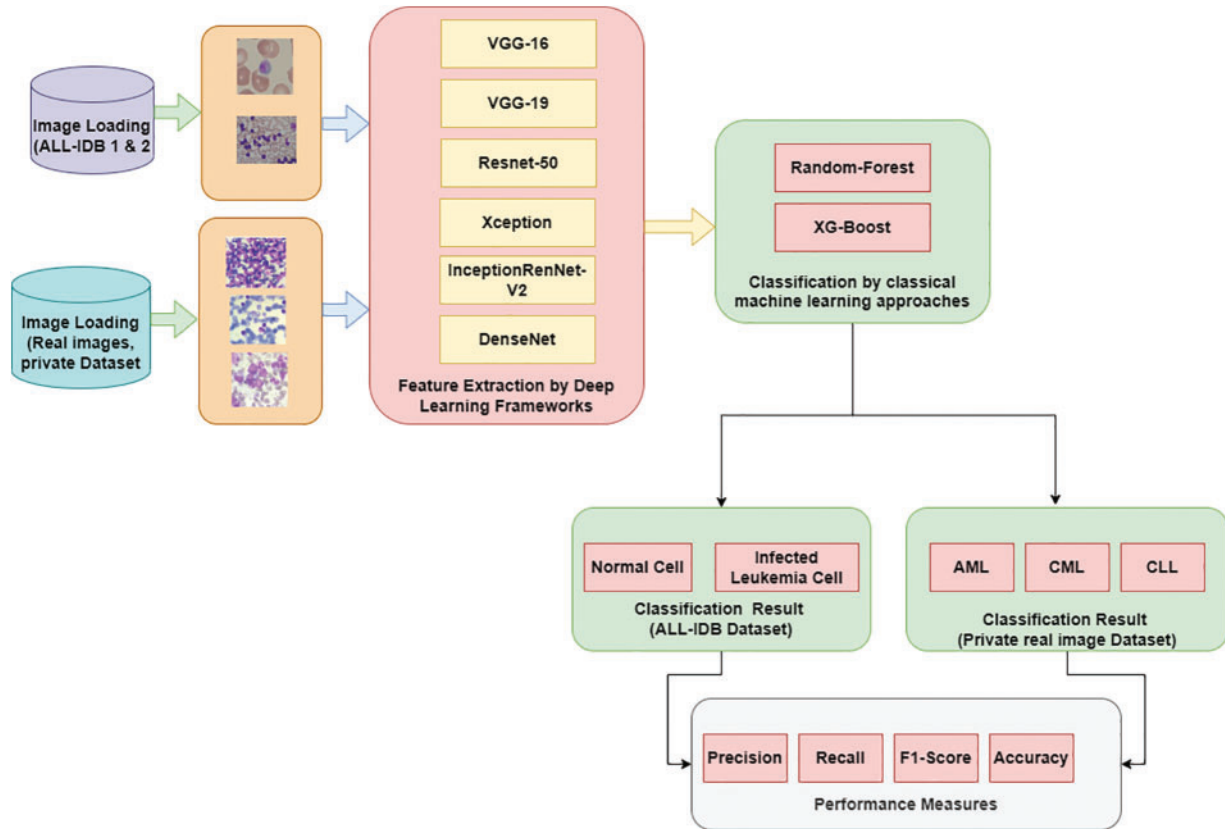 Image Loading
(ALL-IDB 1 & 2
Image Loading
(Real images,
private Dataset
VGG-16
VGG-19
Resnet-50
Xception
InceptionRenNet-
V2
DenseNet
Feature Extraction by Deep
Learning Frameworks
Random-Forest
XG-Boost
Classification by classical
machine learning approaches
Normal Cell
Infected
Leukemia Cell
Classification Result
(ALL-IDB Dataset)
AML
CML
CLL
Classification Result
(Private real image Dataset)
Precision
Recall
F1-Score
Accuracy
Performance Measures